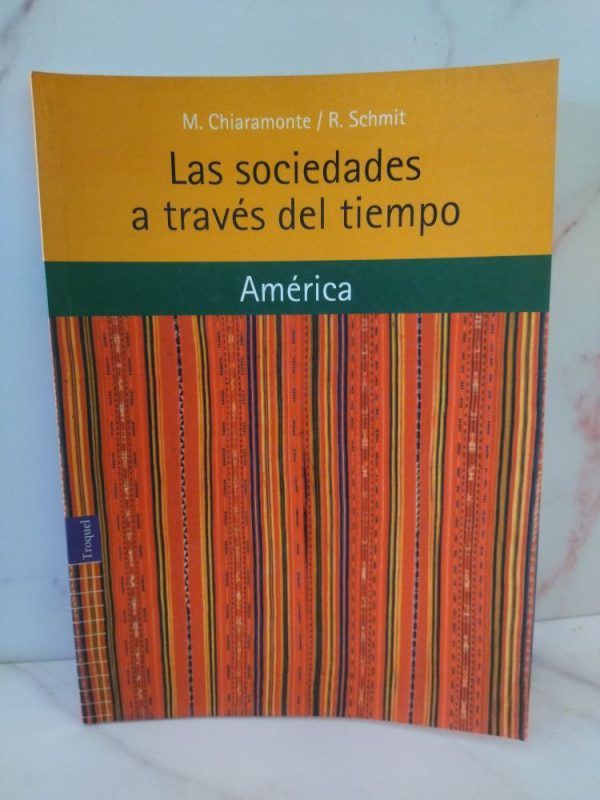 M. Chiaramonte / R. Schmit
Las sociedades
a través del tiempo
América
Troquel